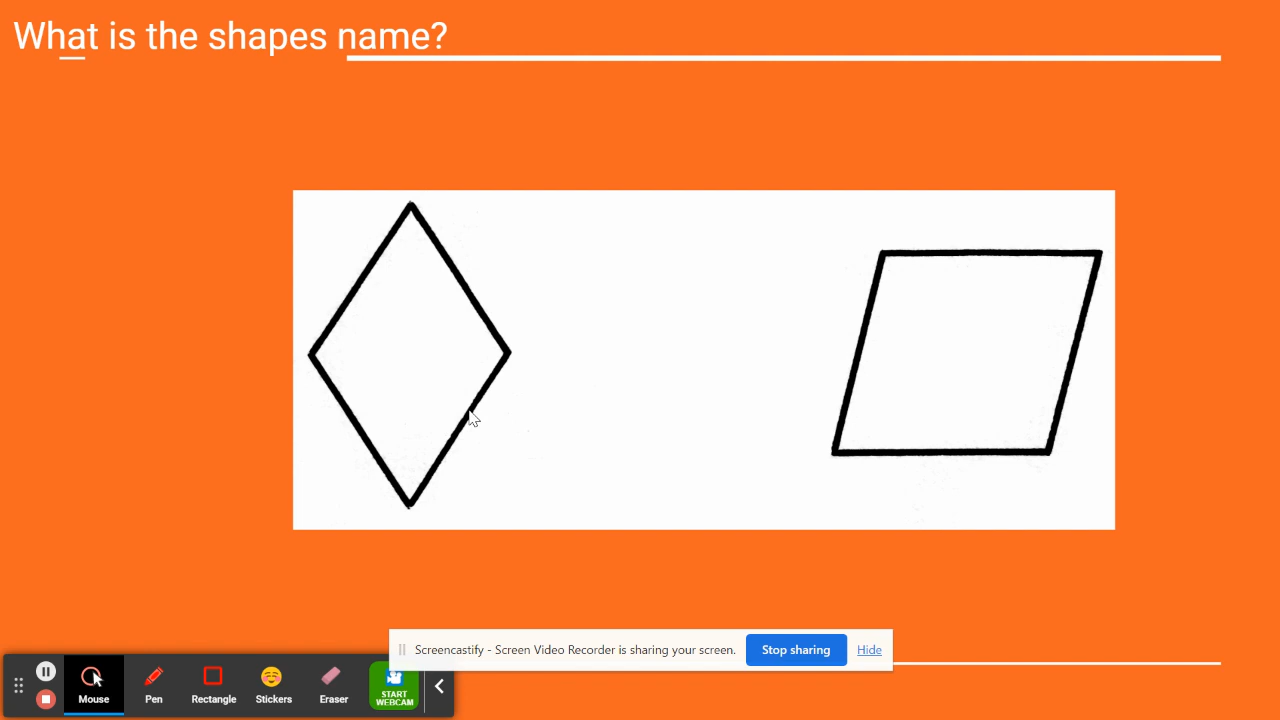 What is the shapes name?
Screencastify - Screen Video Recorder is sharing your screen.
Stop sharing
Hide
Mouse
Pen
Rectangle
Stickers
Eraser
START
WEBCAM